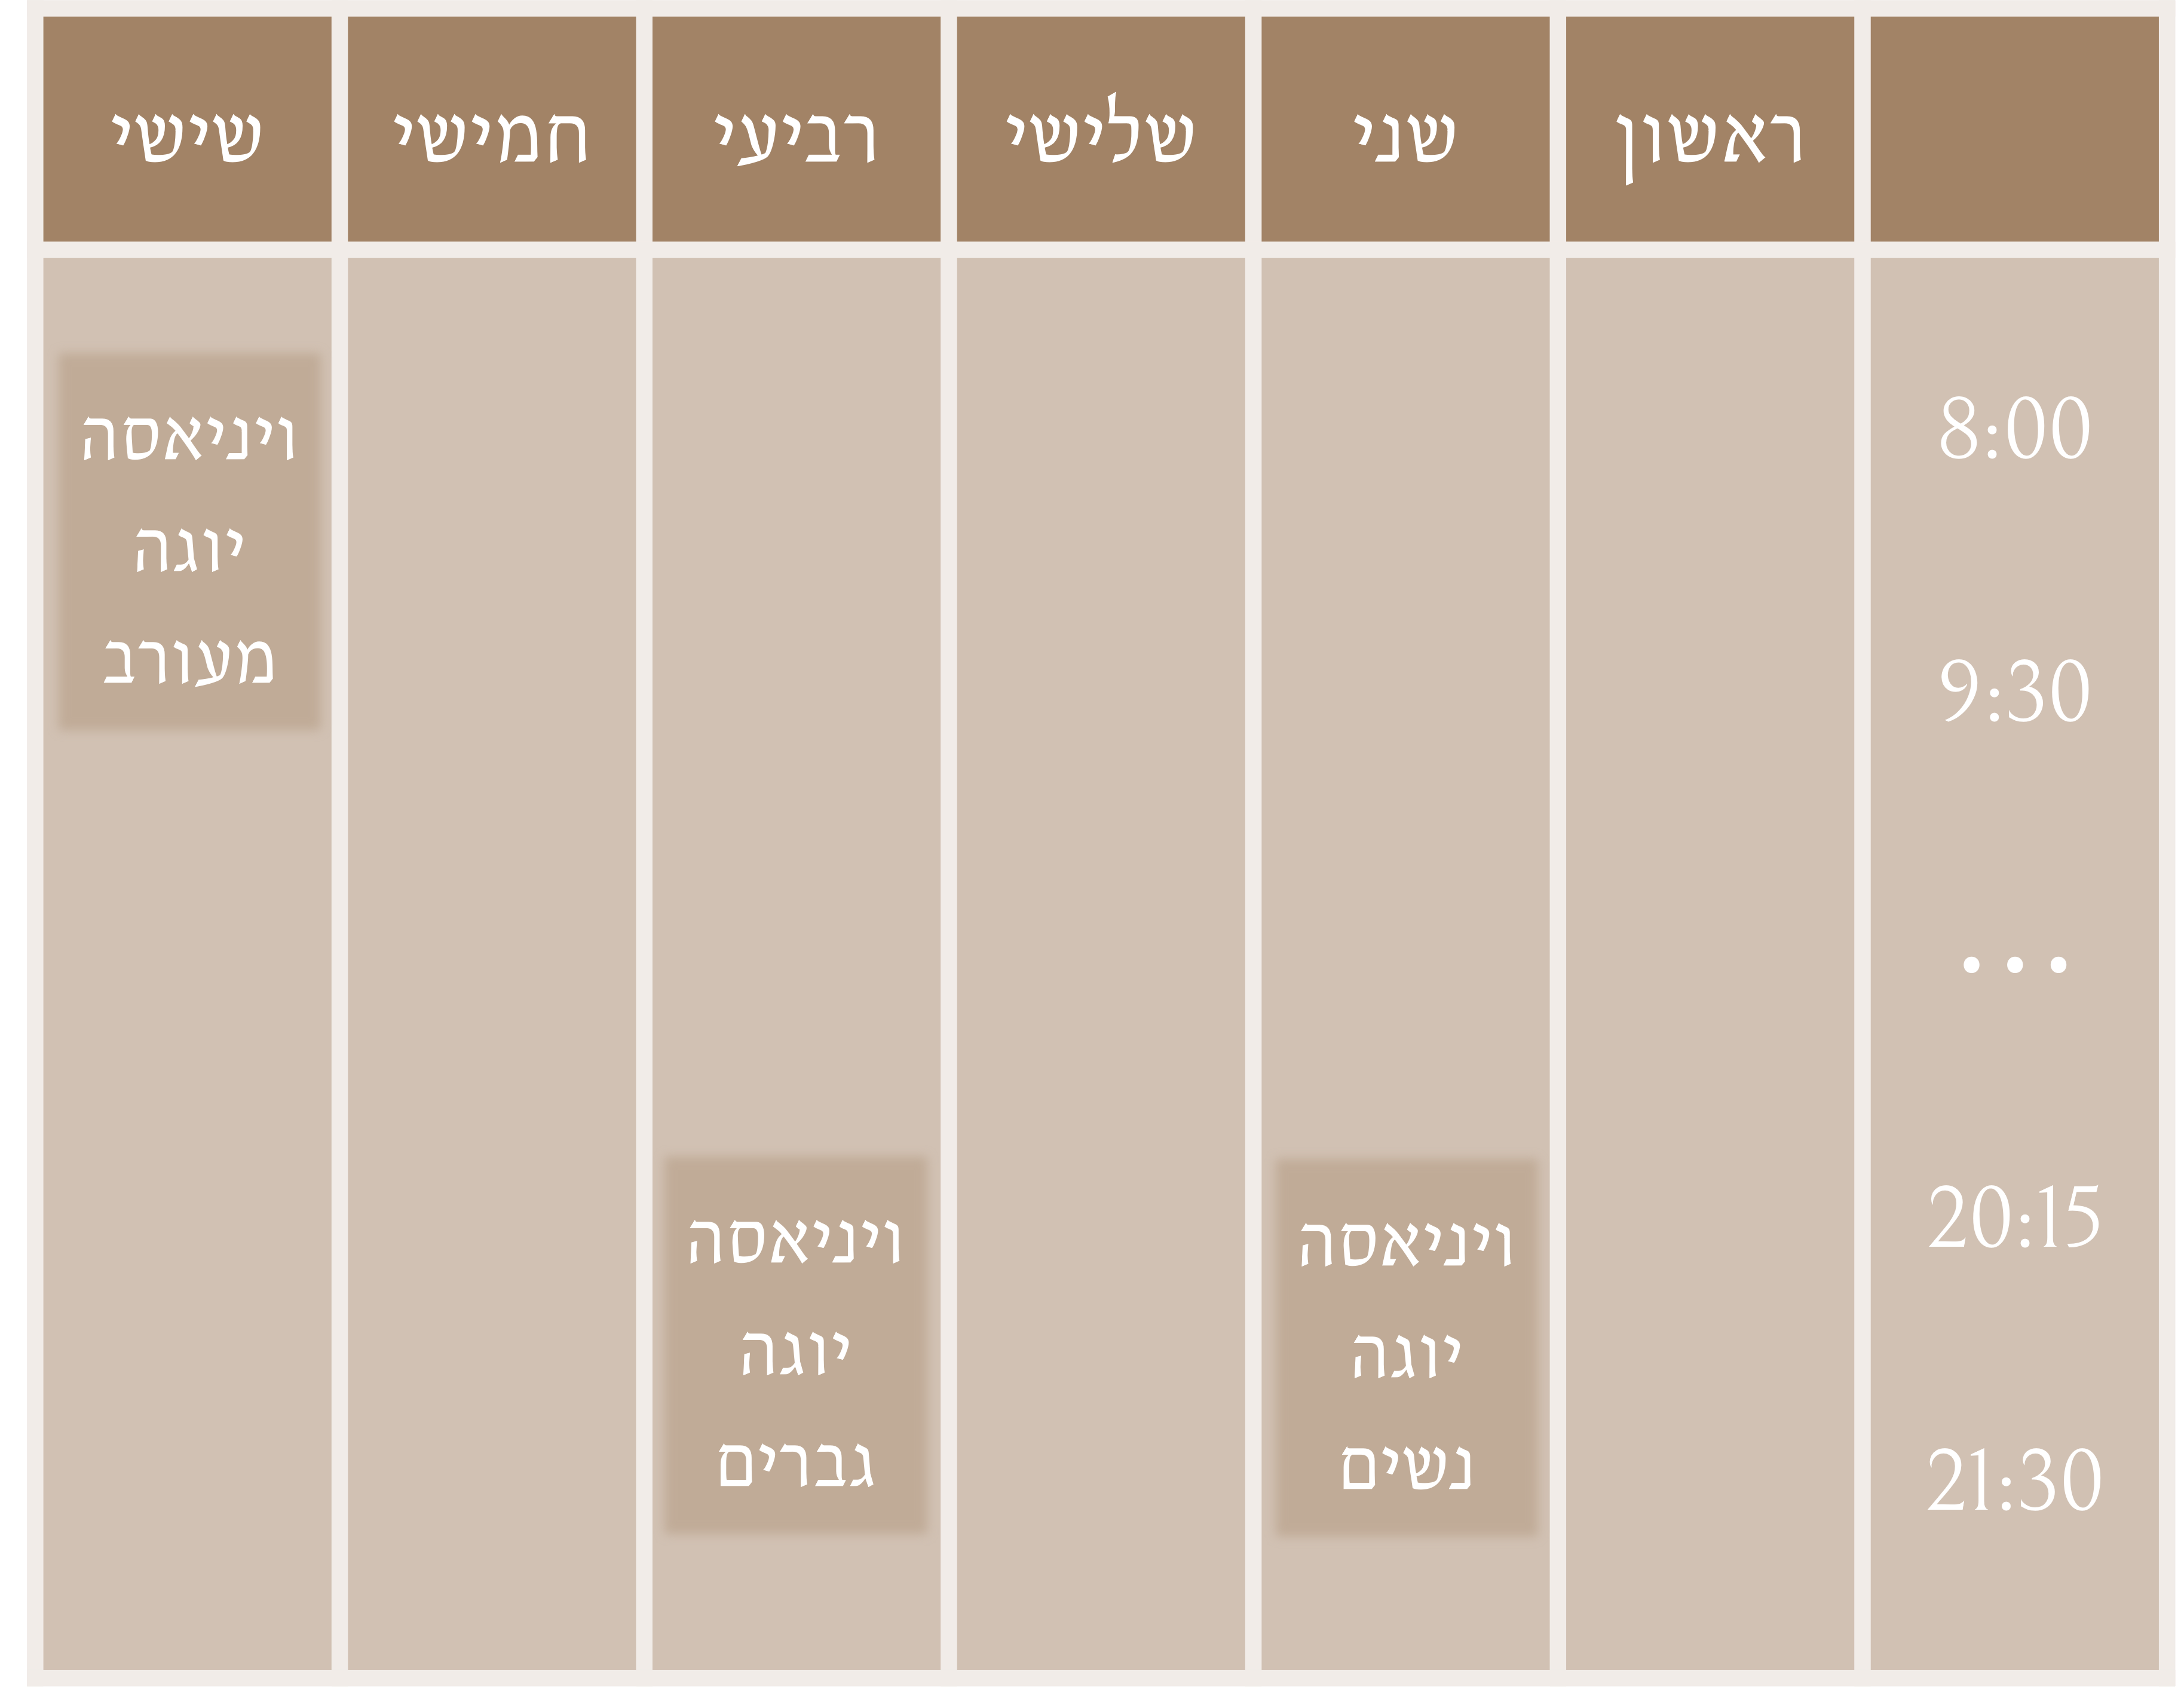 ראשון
שני
שלישי
רביעי
חמישי
שישי
8:00
9:30
...
20:15
21:30
ויניאסה
יוגה
נשים
ויניאסה
יוגה
גברים
ויניאסה
יוגה
מעורב